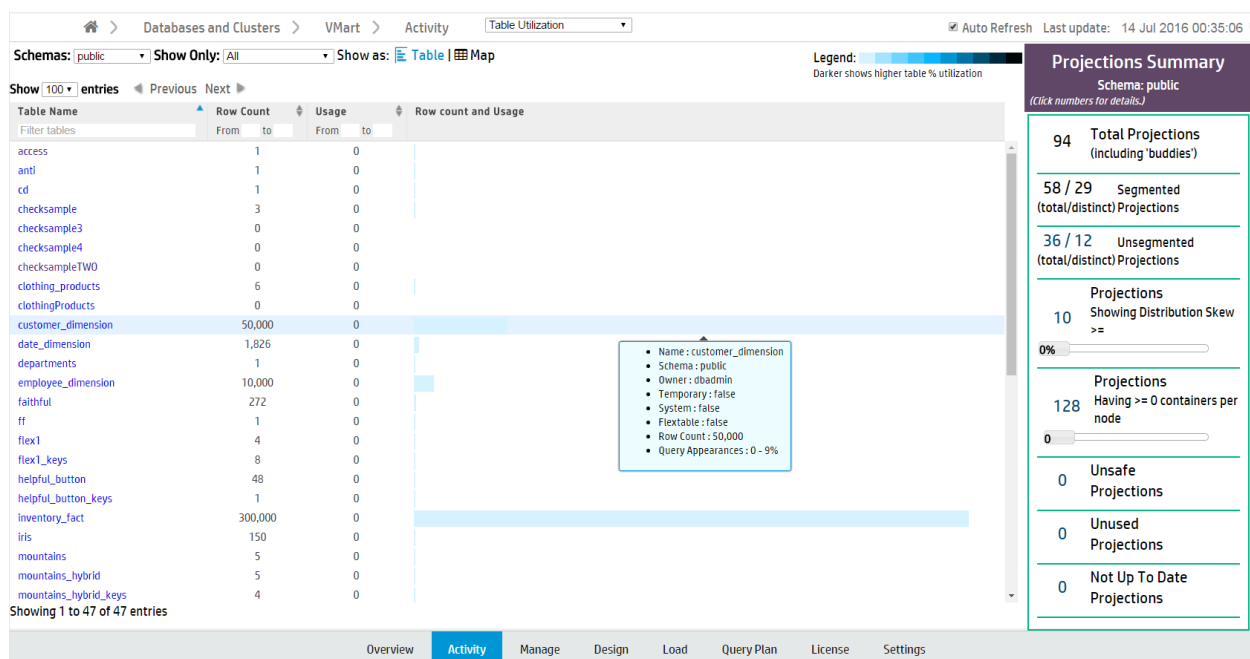 Databases and Clusters > VMart > Activity Table Utilization Auto Refresh Last update: 14 Jul 2016 00:35:06
Schemas: public Show Only: All Show as: Table | Map
Legend:
Darker shows higher table % utilization
Show 100 entries Previous Next
Table Name Row Count Usage Row count and Usage
Filter tables From to From to
access 1 0
anti 1 0
cd 1 0
checksample 3 0
checksample3 0 0
checksample4 0 0
checksampleTWO 0 0
clothing_products 6 0
clothingProducts 0 0
customer_dimension 50,000 0
date_dimension 1,826 0
departments 1 0
employee_dimension 10,000 0
faithful 272 0
ff 1 0
flex1 4 0
flex1_keys 8 0
helpful_button 48 0
helpful_button_keys 1 0
inventory_fact 300,000 0
iris 150 0
mountains 5 0
mountains_hybrid 5 0
mountains_hybrid_keys 4 0
Showing 1 to 47 of 47 entries
Name : customer_dimension
Schema : public
Owner : dbadmin
Temporary : false
System : false
Flextable : false
Row Count : 50,000
Query Appearances : 0 - 9%
Projections Summary
Schema: public
(Click numbers for details.)
94 Total Projections
(including 'buddies')
58 / 29 Segmented
(total/distinct) Projections
36 / 12 Unsegmented
(total/distinct) Projections
Projections
10 Showing Distribution Skew
>=
0%
Projections
128 Having >= 0 containers per
node
0
0 Unsafe
Projections
0 Unused
Projections
0 Not Up To Date
Projections
Overview Activity Manage Design Load Query Plan License Settings